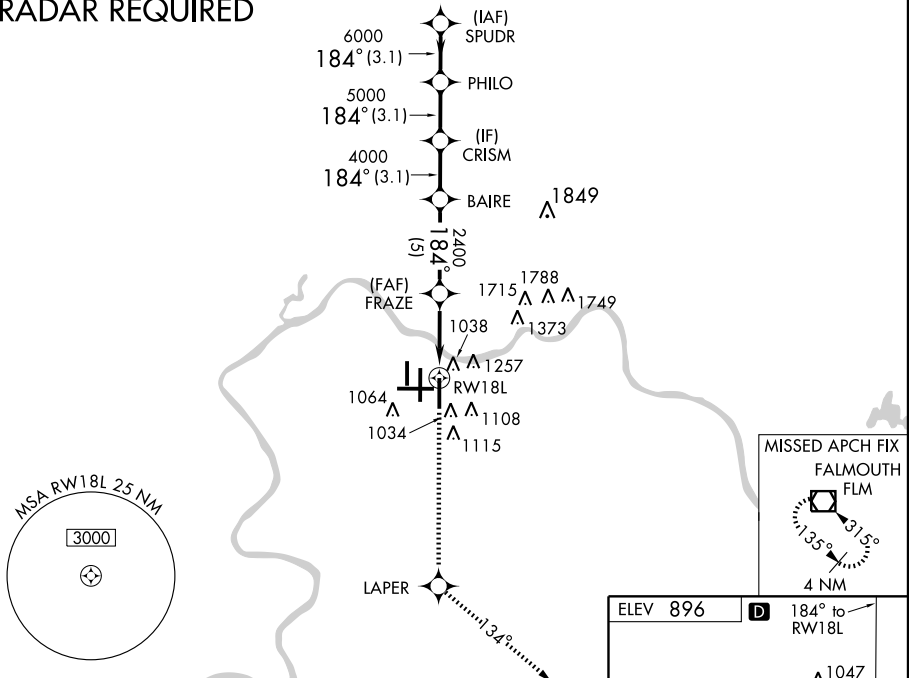 RADAR REQUIRED
(IAF)
SPUDR
6000
184° (3.1)
PHILO
5000
184° (3.1)
(IF)
CRISM
4000
184° (3.1)
BAIRE
1849
2400
184°
(5)
(FAF)
FRAZE
1715
1788
1749
1373
1038
1257
RW18L
1064
1034
1108
1115
MISSED APCH FIX
FALMOUTH
FLM
315°
135°
4 NM
MSA RW18L 25 NM
3000
LAPER
134°
ELEV 896
D
184° to
RW18L
1047